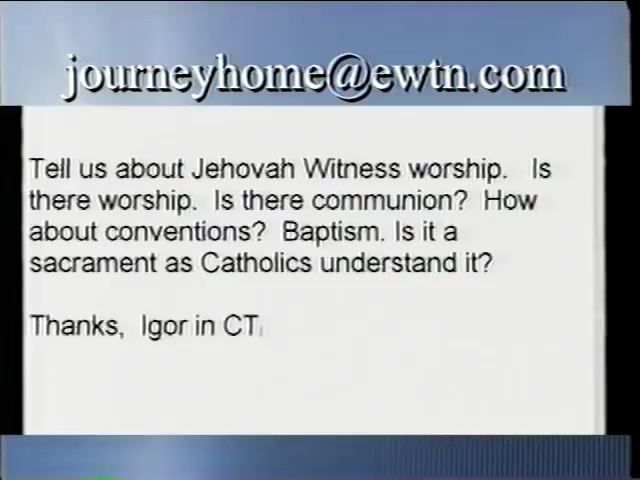 journeyhome@ewtn.com
Tell us about Jehovah Witness worship. Is
there worship. Is there communion? How
about conventions? Baptism. Is it a
sacrament as Catholics understand it?
Thanks, Igor in CT